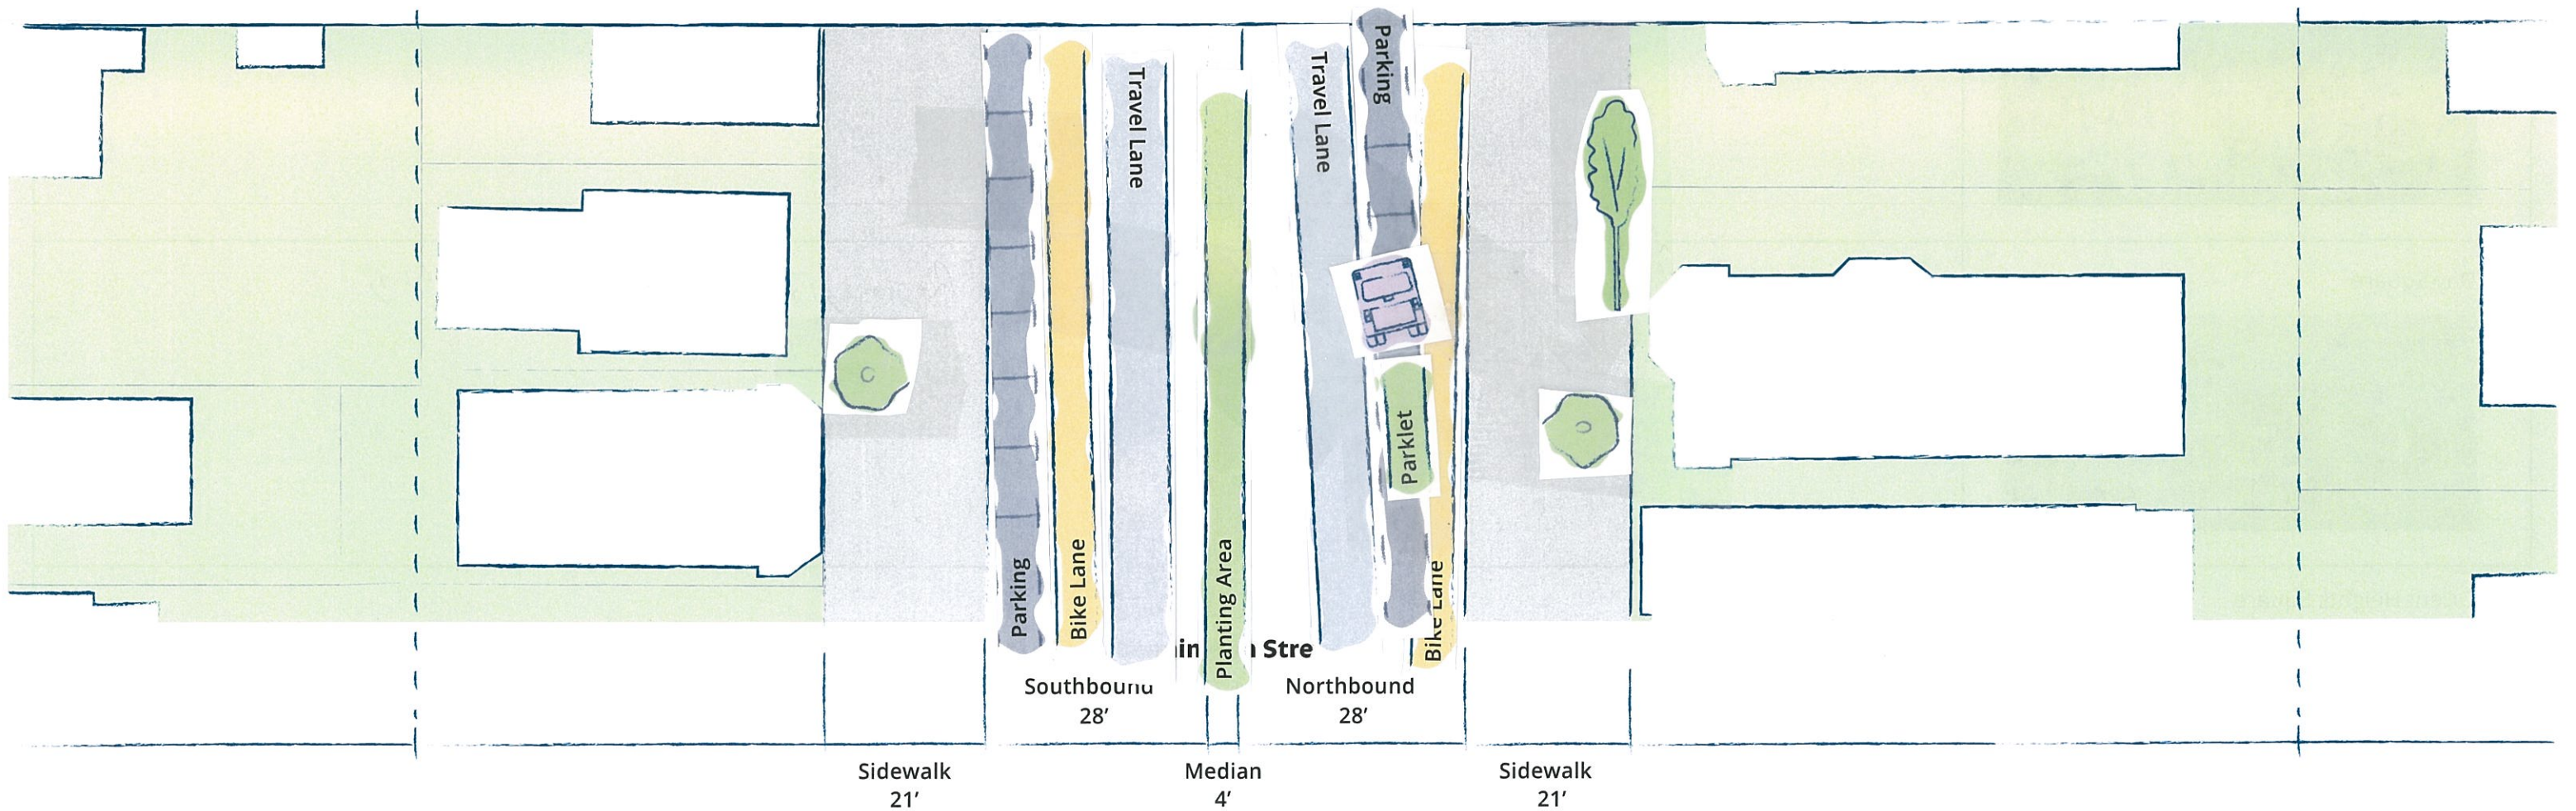 Parking
Bike Lane
Travel Lane
Planting Area
Travel Lane
Parking
Parklet
Bike Lane
Stre
Southbound
28’
Northbound
28’
Sidewalk
21’
Median
4’
Sidewalk
21’